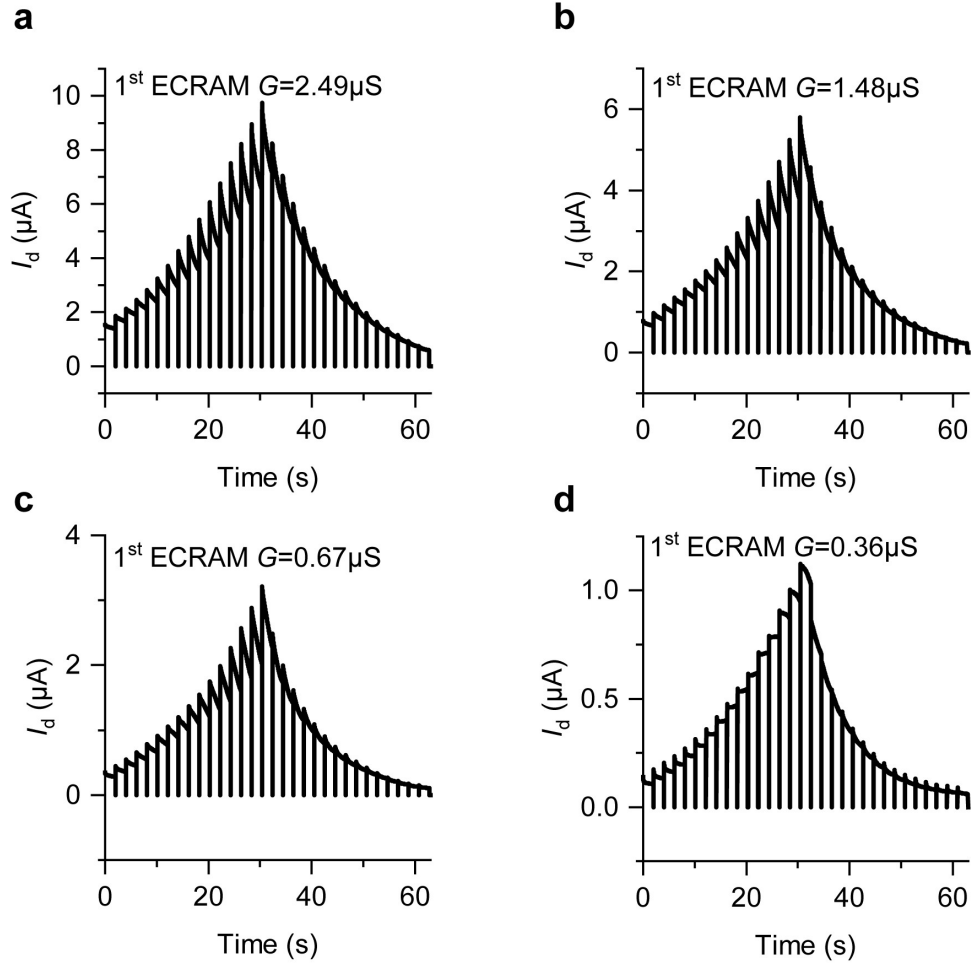 a
1st ECRAM G=2.49µS
10
8
6
4
2
0
Id (µA)
0 20 40 60
Time (s)
b
1st ECRAM G=1.48µS
6
4
2
0
Id (µA)
0 20 40 60
Time (s)
c
4
1st ECRAM G=0.67µS
2
0
Id (µA)
0 20 40 60
Time (s)
d
1st ECRAM G=0.36µS
1.0
0.5
0.0
Id (µA)
0 20 40 60
Time (s)